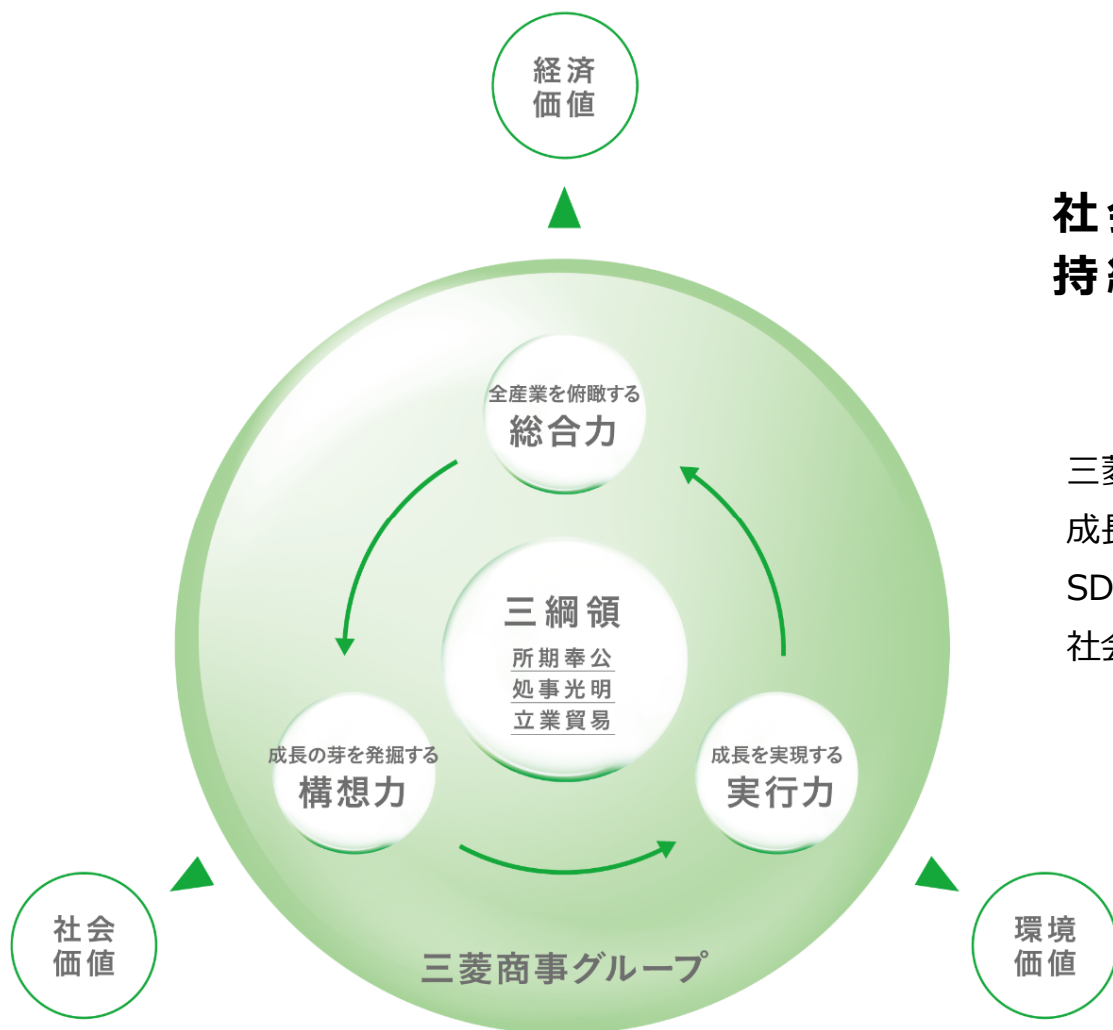 経済
価値
全産業を俯瞰する
総合力
三綱領
所期奉公
処事光明
立業貿易
成長の芽を発掘する
構想力
成長を実現する
実行力
社会
価値
環境
価値
三菱商事グループ
社
持
三
成
SD
社